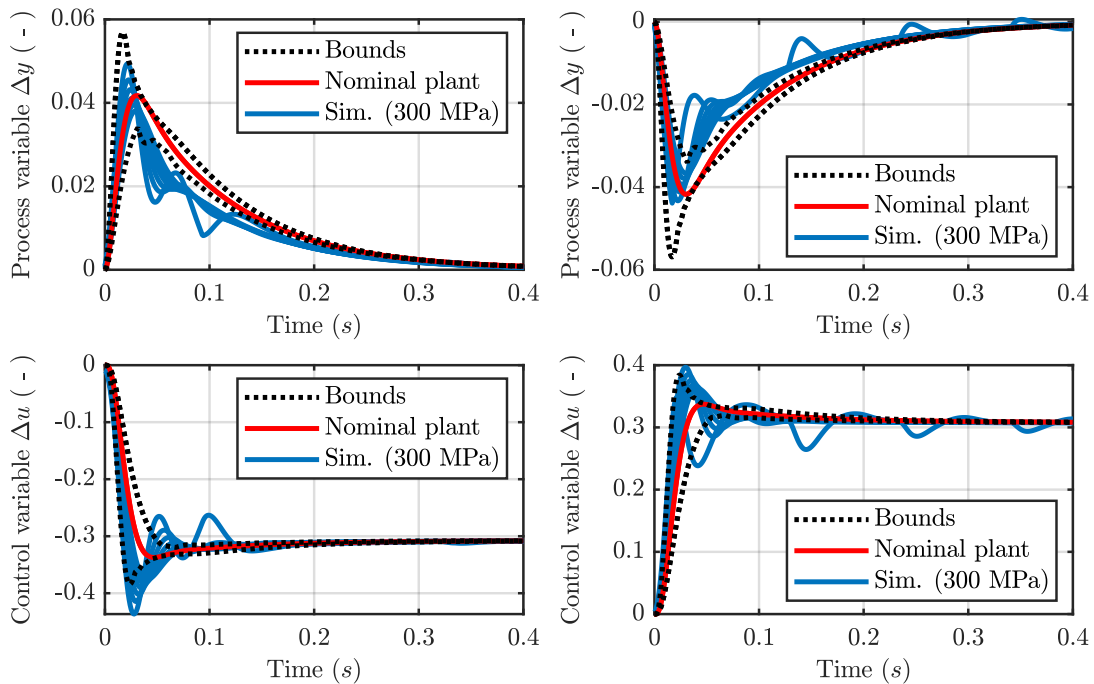 Process variable Δy ( - )
0.06
0.04
0.02
0
Bounds
Nominal plant
Sim. (300 MPa)
0 0.1 0.2 0.3 0.4
Time (s)
Process variable Δy ( - )
0
-0.02
-0.04
-0.06
Bounds
Nominal plant
Sim. (300 MPa)
0 0.1 0.2 0.3 0.4
Time (s)
Control variable Δu ( - )
0
-0.1
-0.2
-0.3
-0.4
Bounds
Nominal plant
Sim. (300 MPa)
0 0.1 0.2 0.3 0.4
Time (s)
Control variable Δu ( - )
0.4
0.3
0.2
0.1
0
Bounds
Nominal plant
Sim. (300 MPa)
0 0.1 0.2 0.3 0.4
Time (s)